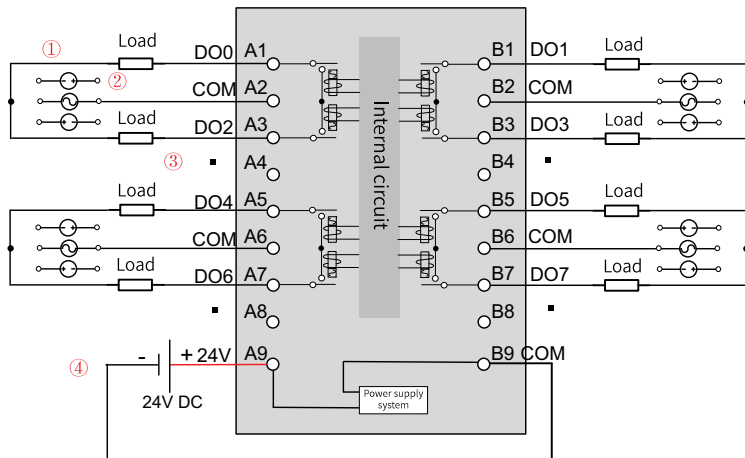 ① Load DO0 A1 B1 DO1 Load
②
COM A2 B2 COM
Load DO2 A3 B3 DO3 Load
③ A4 B4
Load DO4 A5 B5 DO5 Load
COM A6 B6 COM
Load DO6 A7 B7 DO7 Load
A8 B8
④ - + 24V A9 B9 COM
24V DC
Internal circuit
Power supply
system